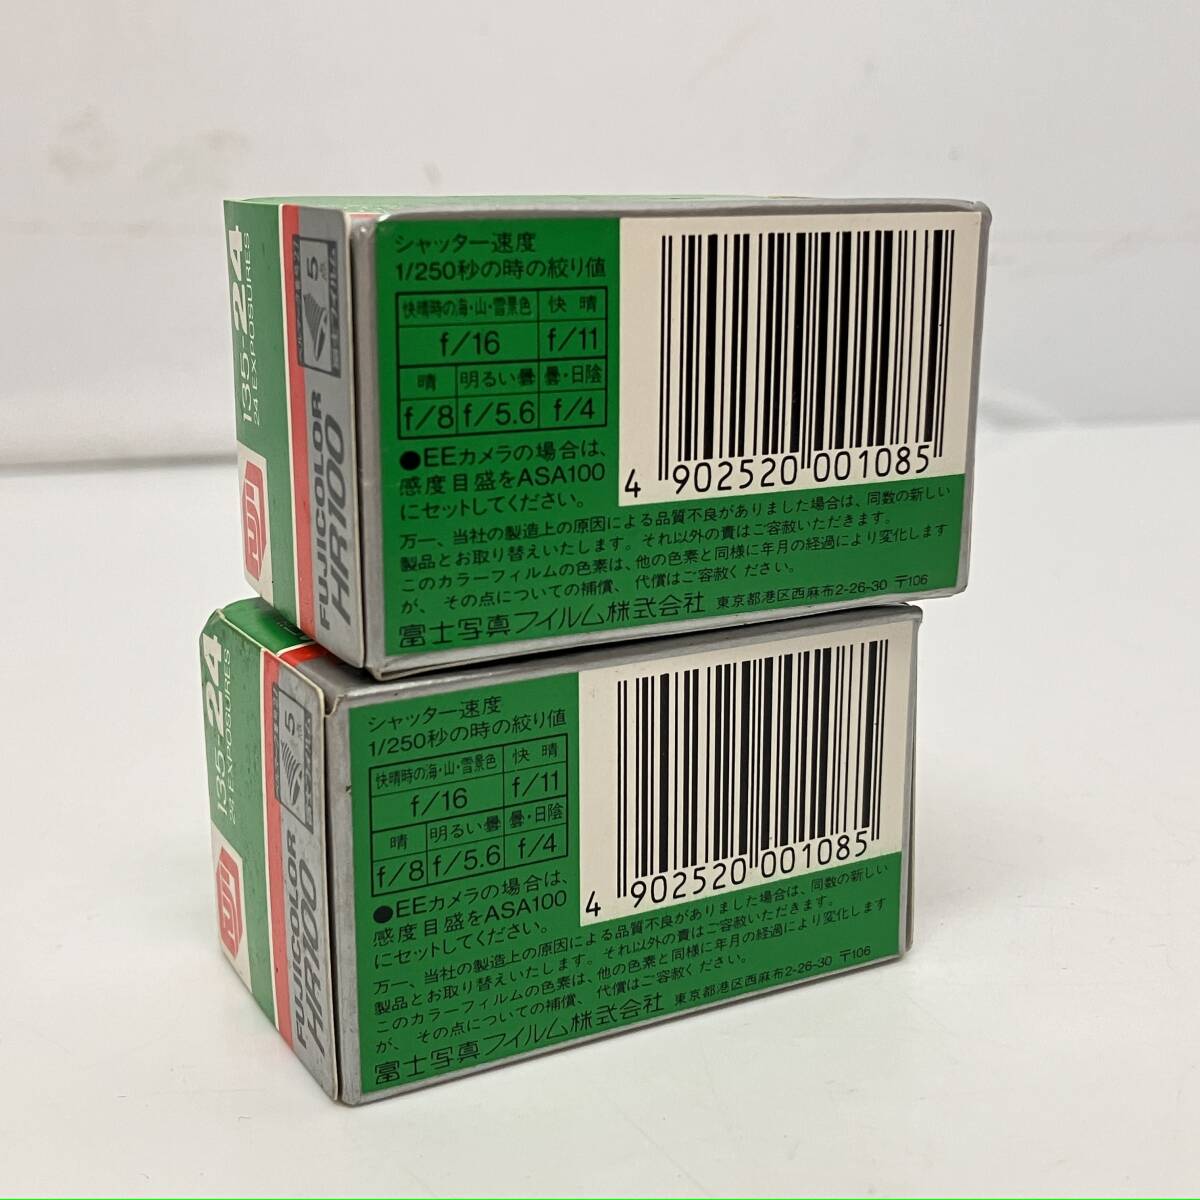 シャッター速度
1/250秒の時の絞り値
快晴時の海・山・雪景色 快晴
f/16 f/11
晴 明るい曇 曇・日陰
f/8 f/5.6 f/4
●EEカメラの場合は、
感度目盛をASA100
にセットしてください。
4 902520 001085
万一、当社の製造上の原因による品質不良がありました場合は、同数の新しい
製品とお取り替えいたします。それ以外の責はご容赦いただきます。
このカラーフィルムの色素は、他の色素と同様に年月の経過により変化します
が、その点についての補償、代償はご容赦ください。
富士写真フイルム株式会社 東京都港区西麻布2-26-30 〒106
135-24
24 EXPOSURES
FUJI
FUJICOLOR
HR100
5点
シャッター速度
1/250秒の時の絞り値
快晴時の海・山・雪景色 快晴
f/16 f/11
晴 明るい曇 曇・日陰
f/8 f/5.6 f/4
●EEカメラの場合は、
感度目盛をASA100
にセットしてください。
4 902520 001085
万一、当社の製造上の原因による品質不良がありました場合は、同数の新しい
製品とお取り替えいたします。それ以外の責はご容赦いただきます。
このカラーフィルムの色素は、他の色素と同様に年月の経過により変化します
が、その点についての補償、代償はご容赦ください。
富士写真フイルム株式会社 東京都港区西麻布2-26-30 〒106
135-24
24 EXPOSURES
FUJI
FUJICOLOR
HR100
5点